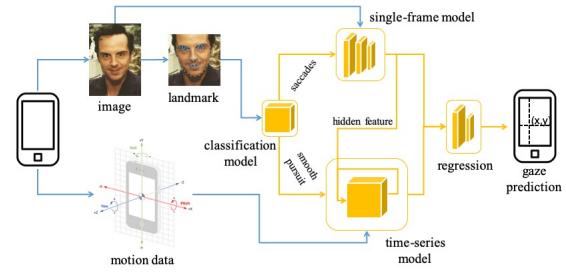 single-frame model
image
landmark
saccades
classification
model
hidden feature
smooth
pursuit
regression
(x,y)
gaze
prediction
time-series
model
motion data
Pitch